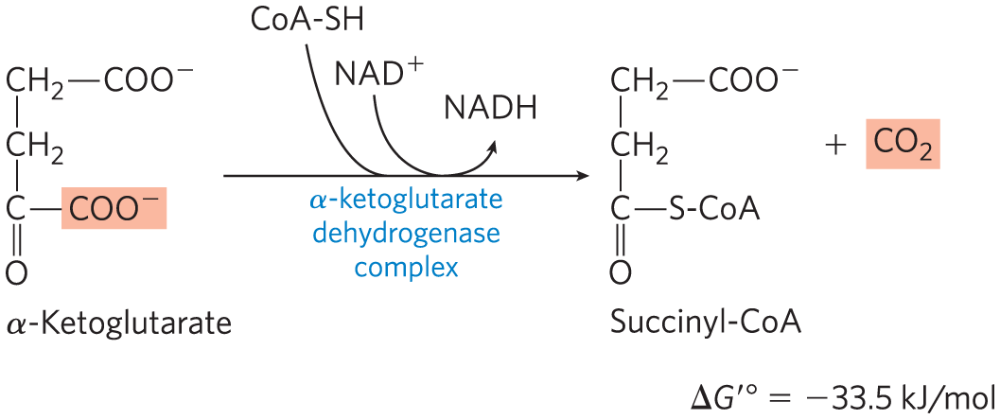 CoA-SH
NAD⁺
NADH
CH₂—COO⁻
CH₂
C—COO⁻
O
α-Ketoglutarate
α-ketoglutarate
dehydrogenase
complex
CH₂—COO⁻
CH₂
C—S-CoA
O
Succinyl-CoA
+ CO₂
ΔG′° = −33.5 kJ/mol